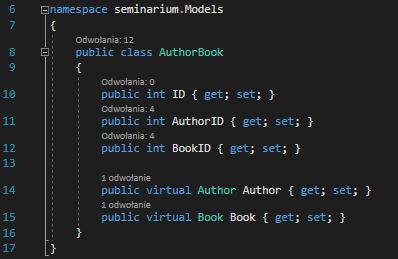 6 namespace seminarium.Models
7 {
Odwołania: 12
8 public class AuthorBook
9 {
Odwołania: 0
10 public int ID { get; set; }
Odwołania: 4
11 public int AuthorID { get; set; }
Odwołania: 4
12 public int BookID { get; set; }
13
1 odwołanie
14 public virtual Author Author { get; set; }
1 odwołanie
15 public virtual Book Book { get; set; }
16 }
17 }